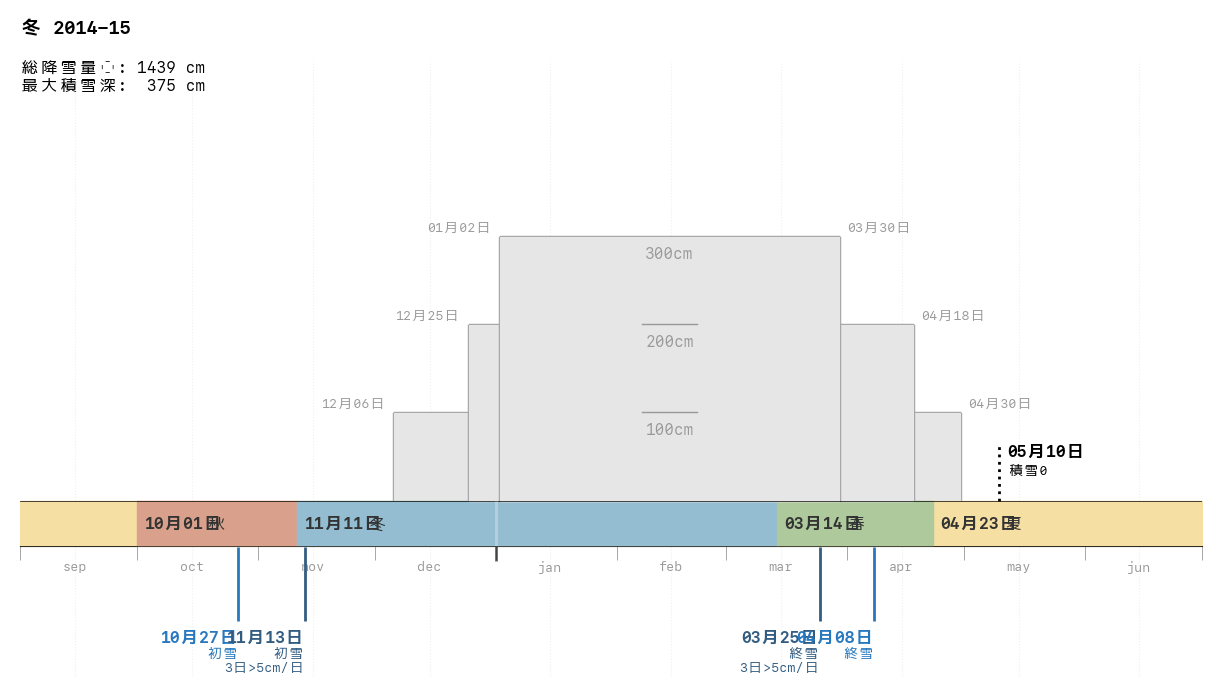 冬 2014–15
総降雪量: 1439 cm
最大積雪深: 375 cm
01月02日
03月30日
300cm
12月25日
04月18日
200cm
12月06日
04月30日
100cm
05月10日
積雪0
10月01日 秋
11月11日 冬
03月14日 春
04月23日 夏
sep oct nov dec jan feb mar apr may jun
10月27日
初雪
11月13日
初雪
3日>5cm/日
03月25日
終雪
3日>5cm/日
04月08日
終雪